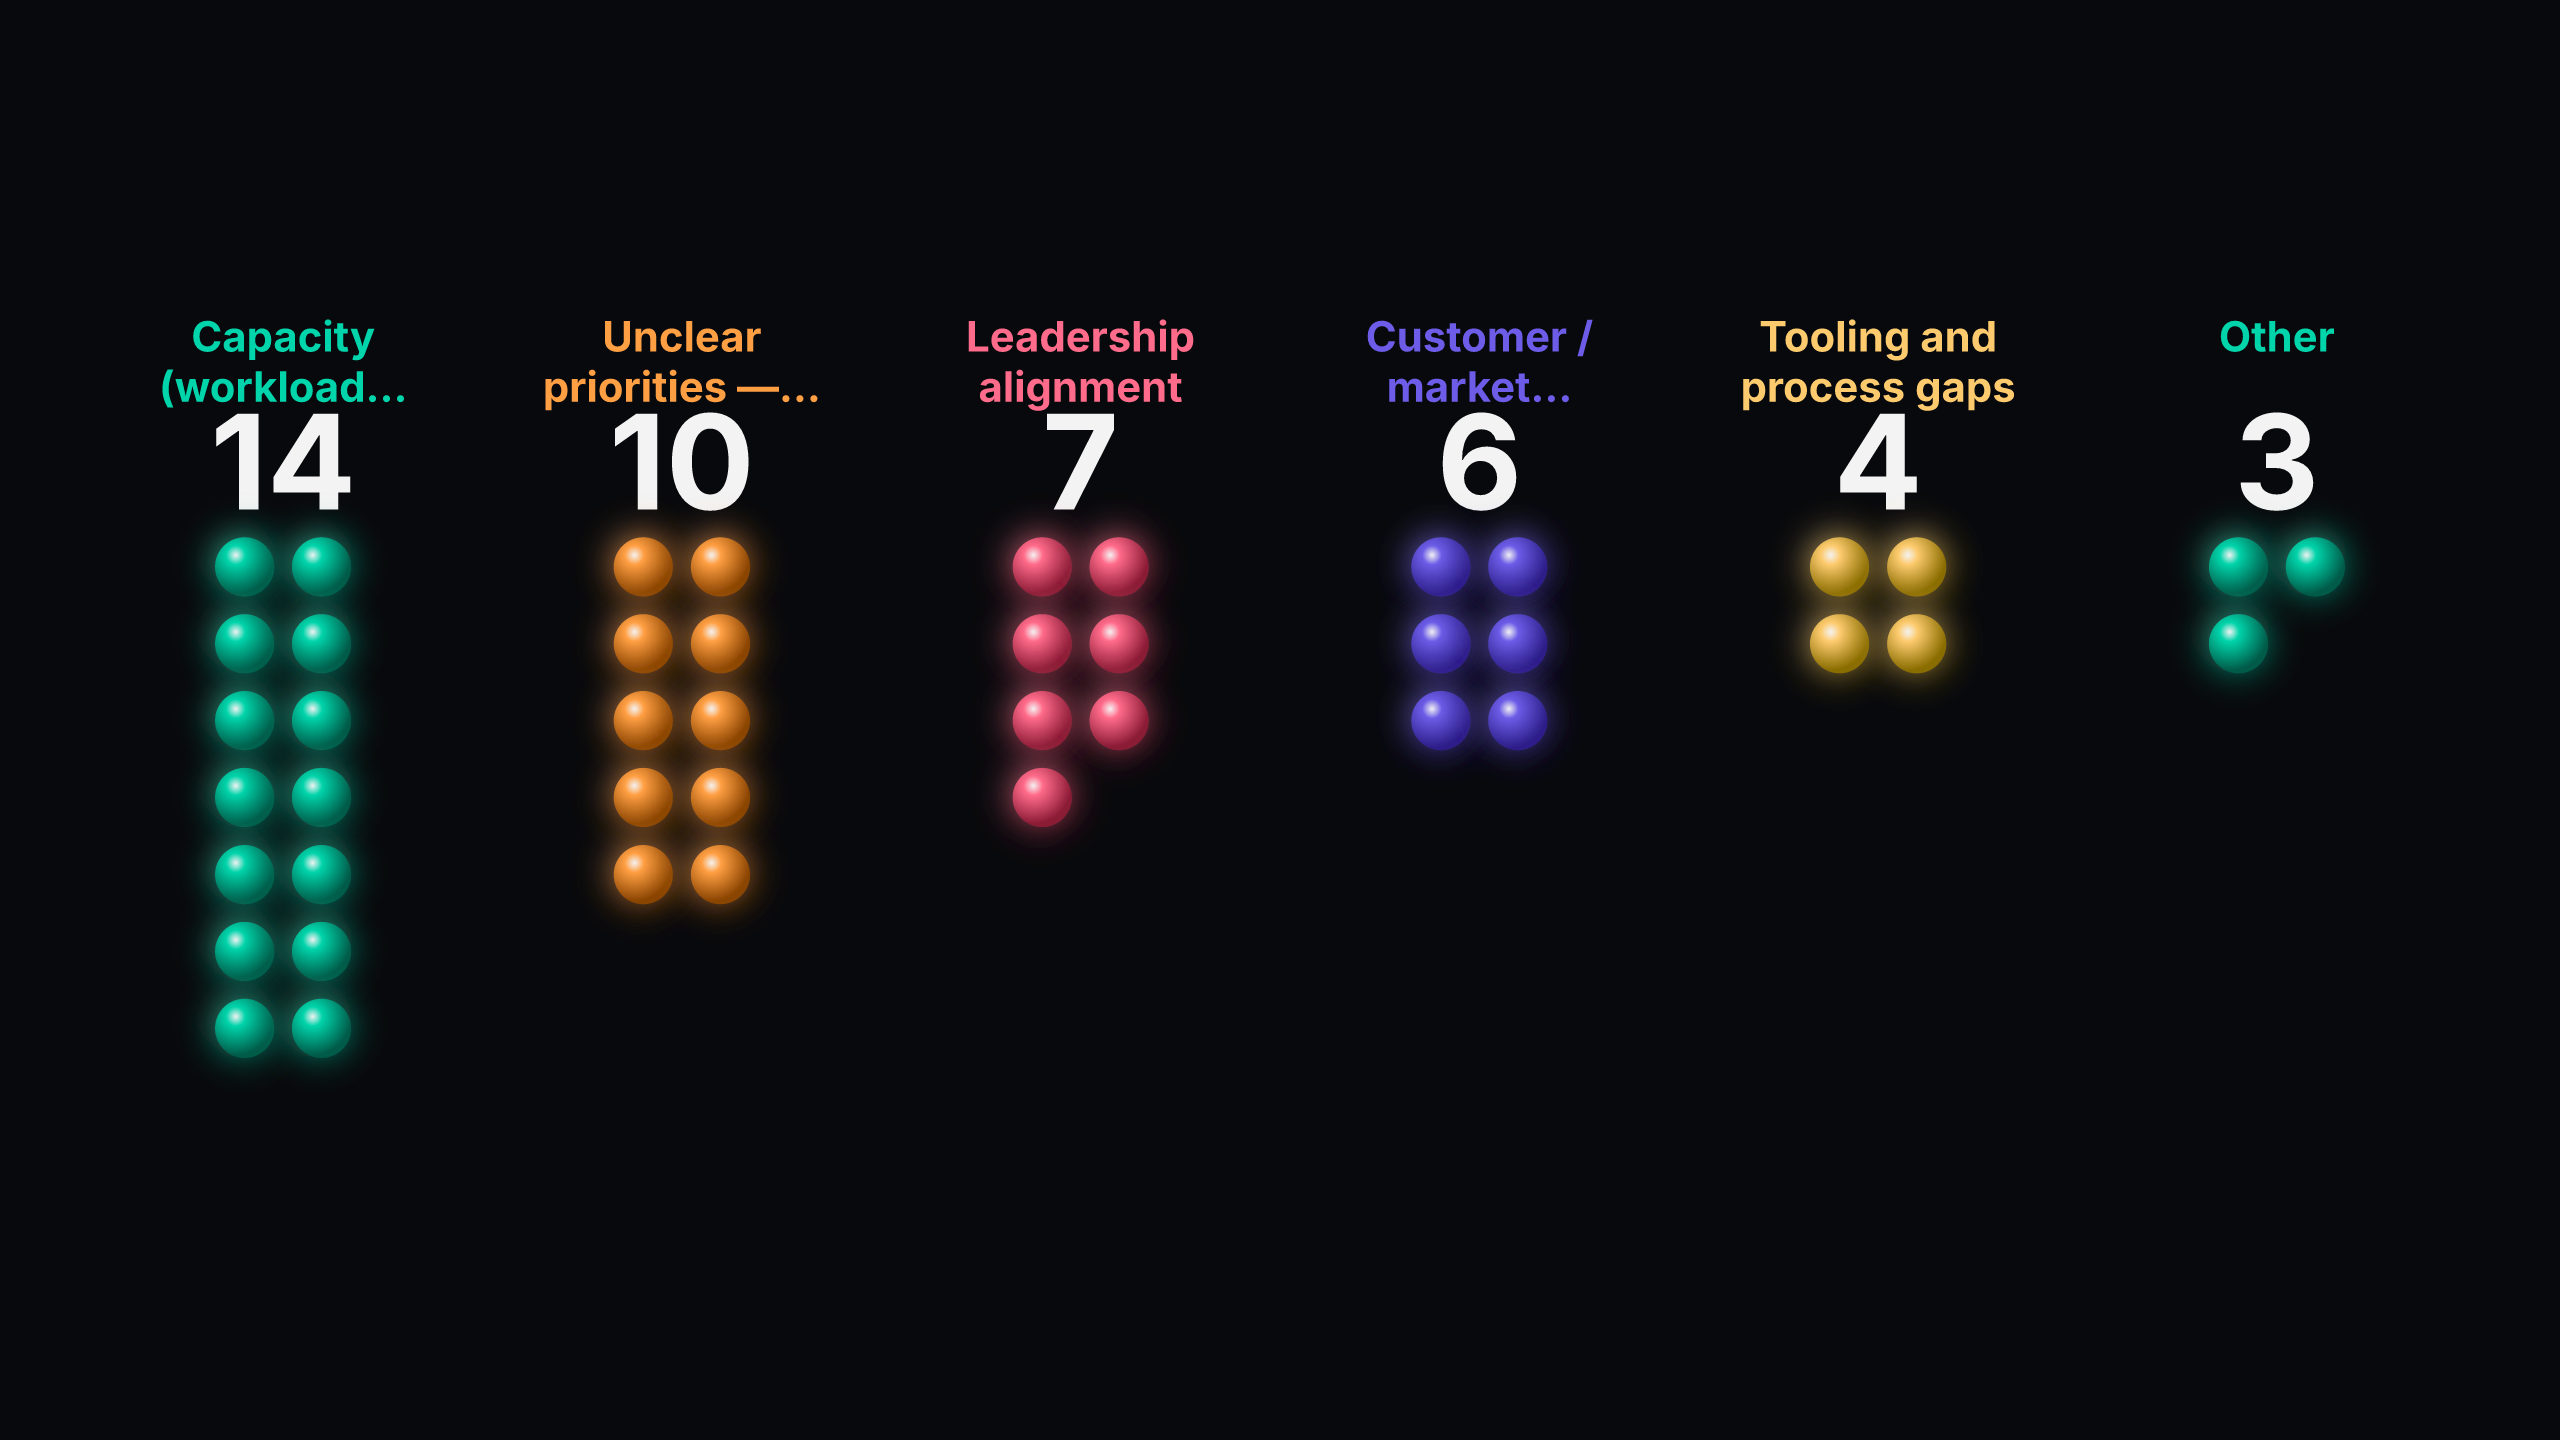 Capacity
(workload...
14
Unclear
priorities —...
10
Leadership
alignment
7
Customer /
market...
6
Tooling and
process gaps
4
Other
3